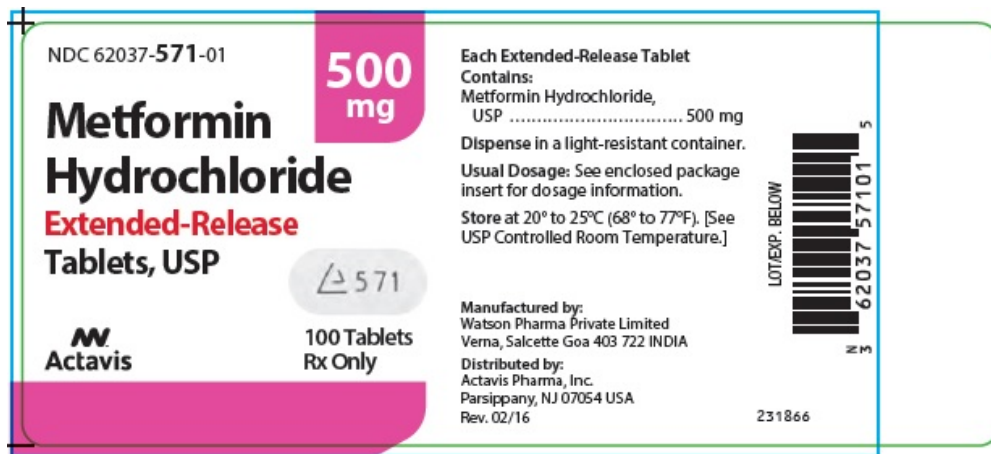 NDC 62037-571-01
500
mg
Metformin
Hydrochloride
Extended-Release
Tablets, USP
571
Actavis
100 Tablets
Rx Only
Each Extended-Release Tablet
Contains:
Metformin Hydrochloride,
USP ................................ 500 mg
Dispense in a light-resistant container.
Usual Dosage: See enclosed package
insert for dosage information.
Store at 20° to 25°C (68° to 77°F). [See
USP Controlled Room Temperature.]
Manufactured by:
Watson Pharma Private Limited
Verna, Salcette Goa 403 722 INDIA
Distributed by:
Actavis Pharma, Inc.
Parsippany, NJ 07054 USA
Rev. 02/16
231866
LOT/EXP. BELOW
N
3
62037 57101
5